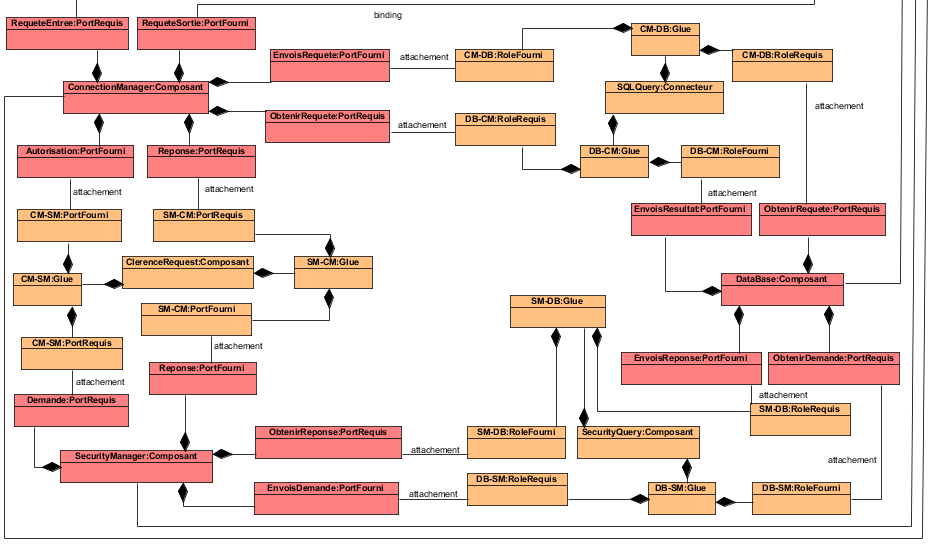 binding
RequeteEntree:PortRequis
RequeteSortie:PortFourni
CM-DB:Glue
EnvoisRequete:PortFourni
attachement
CM-DB:RoleFourni
CM-DB:RoleRequis
ConnectionManager:Composant
SQLQuery:Connecteur
attachement
ObtenirRequete:PortRequis
attachement
DB-CM:RoleRequis
Autorisation:PortFourni
Reponse:PortRequis
DB-CM:Glue
DB-CM:RoleFourni
attachement
attachement
attachement
CM-SM:PortFourni
SM-CM:PortRequis
EnvoisResultat:PortFourni
ObtenirRequete:PortRequis
ClerenceRequest:Composant
SM-CM:Glue
CM-SM:Glue
DataBase:Composant
SM-DB:Glue
SM-CM:PortFourni
CM-SM:PortRequis
attachement
EnvoisReponse:PortFourni
ObtenirDemande:PortRequis
Reponse:PortFourni
attachement
attachement
Demande:PortRequis
SM-DB:RoleRequis
ObtenirReponse:PortRequis
attachement
SM-DB:RoleFourni
SecurityQuery:Composant
SecurityManager:Composant
attachement
EnvoisDemande:PortFourni
attachement
DB-SM:RoleRequis
DB-SM:Glue
DB-SM:RoleFourni